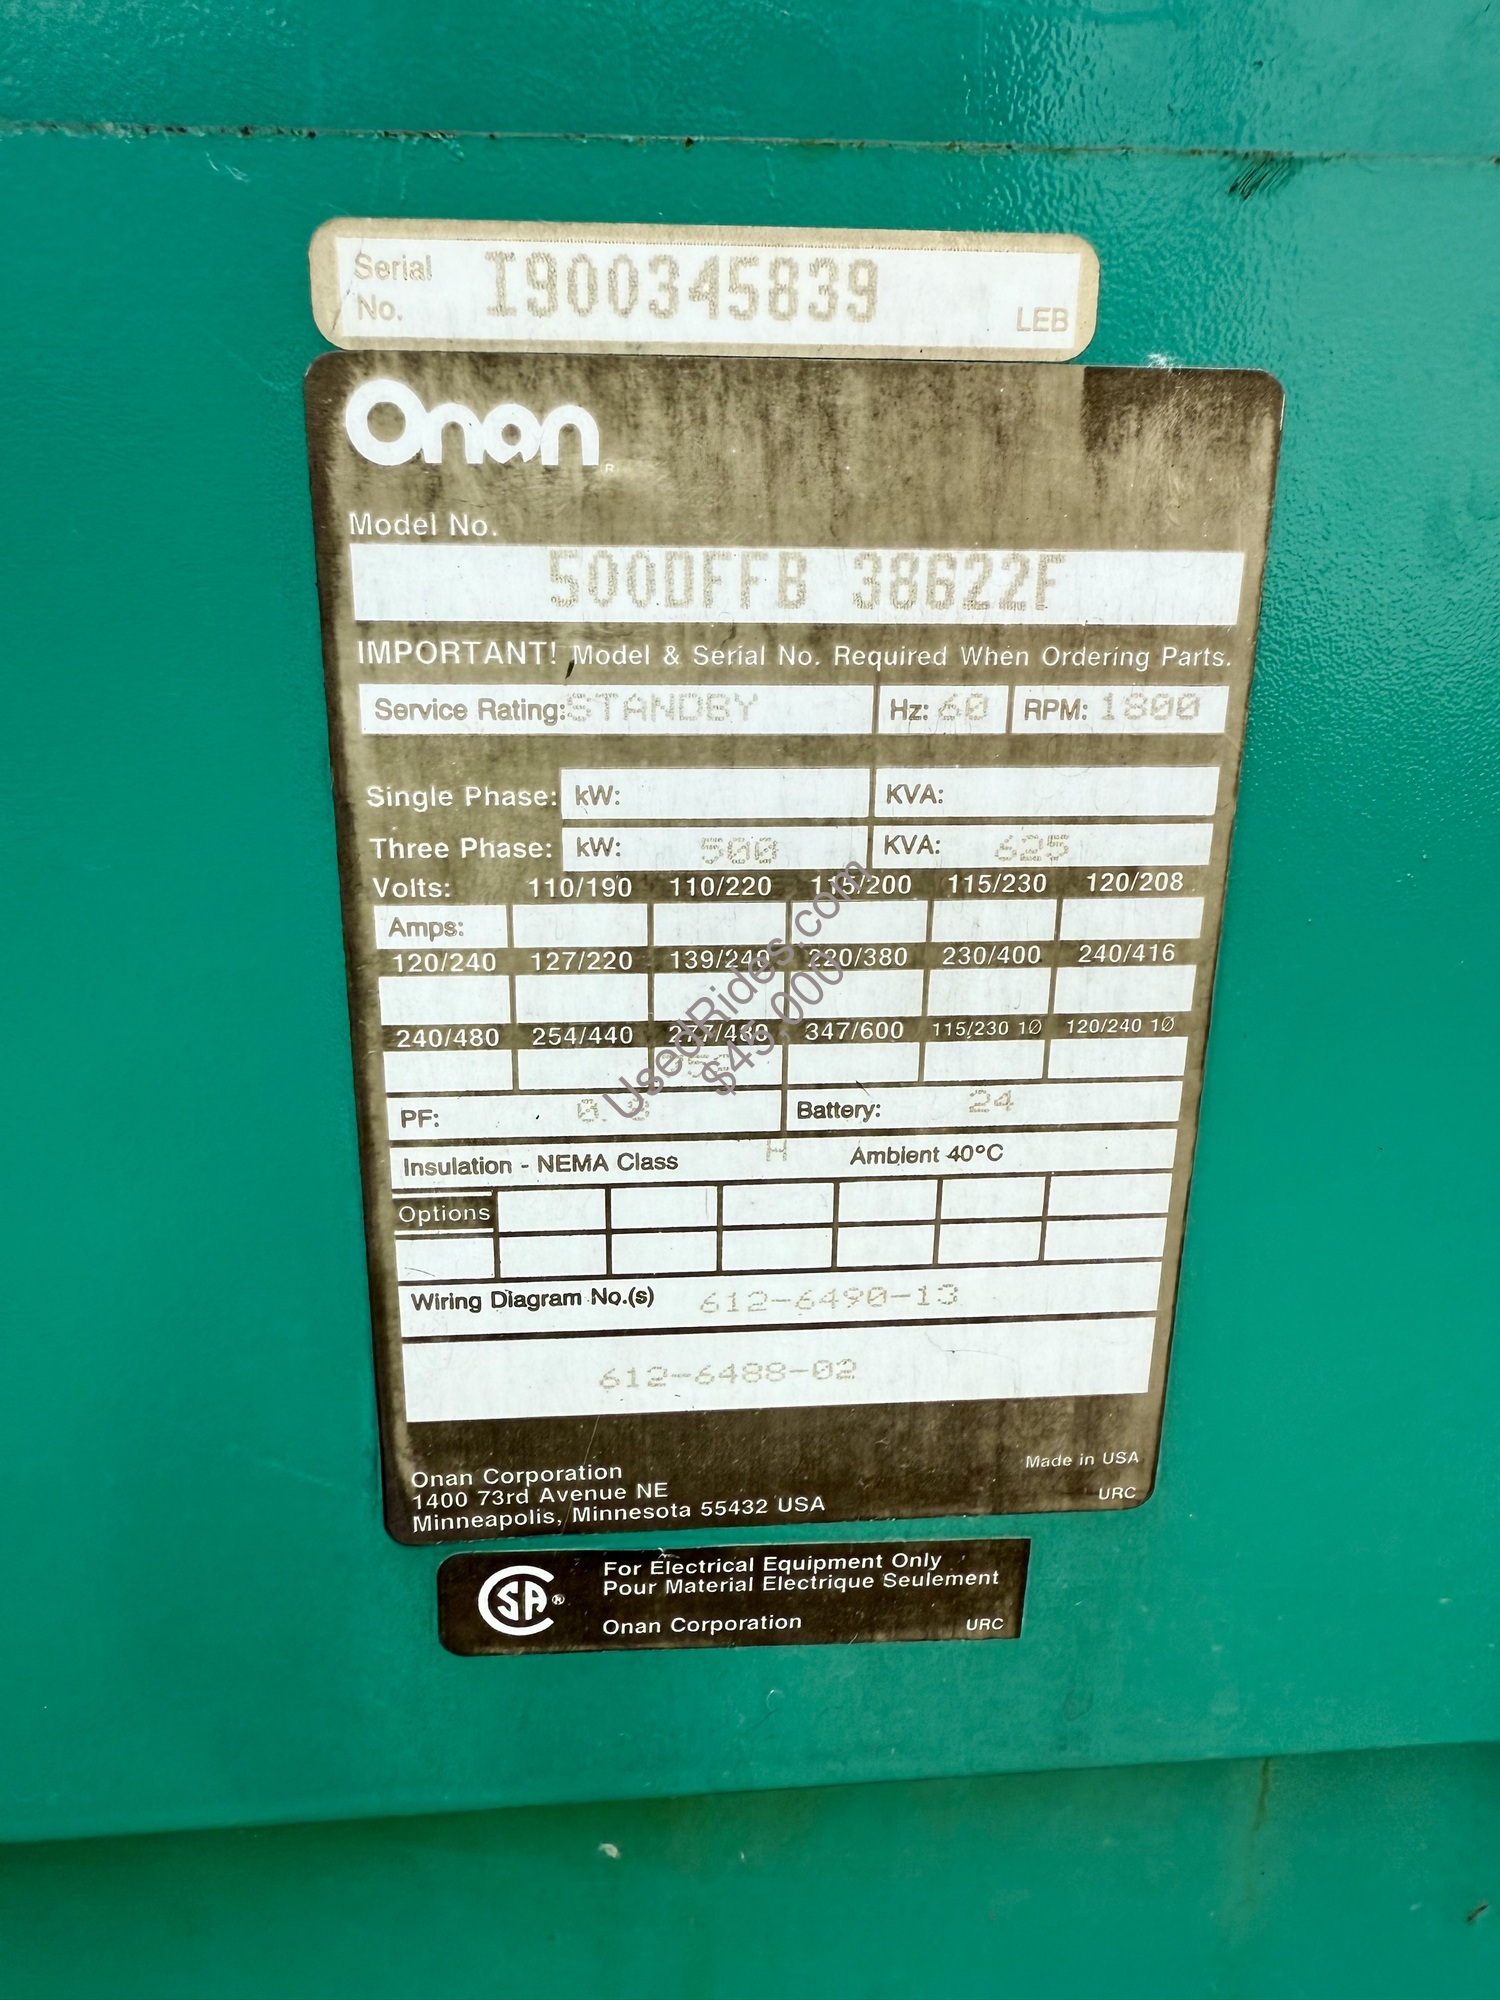 Serial No. I900345839 LEB
Onan
Model No.
500DFFB 38622F
IMPORTANT! Model & Serial No. Required When Ordering Parts.
Service Rating: STANDBY Hz: 60 RPM: 1800
Single Phase: kW: KVA:
Three Phase: kW: 500 KVA: 625
Volts: 110/190 110/220 115/200 115/230 120/208
Amps:
120/240 127/220 139/240 220/380 230/400 240/416
240/480 254/440 277/480 347/600 115/230 1Ø 120/240 1Ø
PF: 0.8 Battery: 24
Insulation - NEMA Class H Ambient 40°C
Options
Wiring Diagram No.(s) 612-6490-13
612-6488-02
Onan Corporation
1400 73rd Avenue NE
Minneapolis, Minnesota 55432 USA
Made in USA
URC
CSA®
For Electrical Equipment Only
Pour Material Electrique Seulement
Onan Corporation URC
UsedRides.com
$45,000